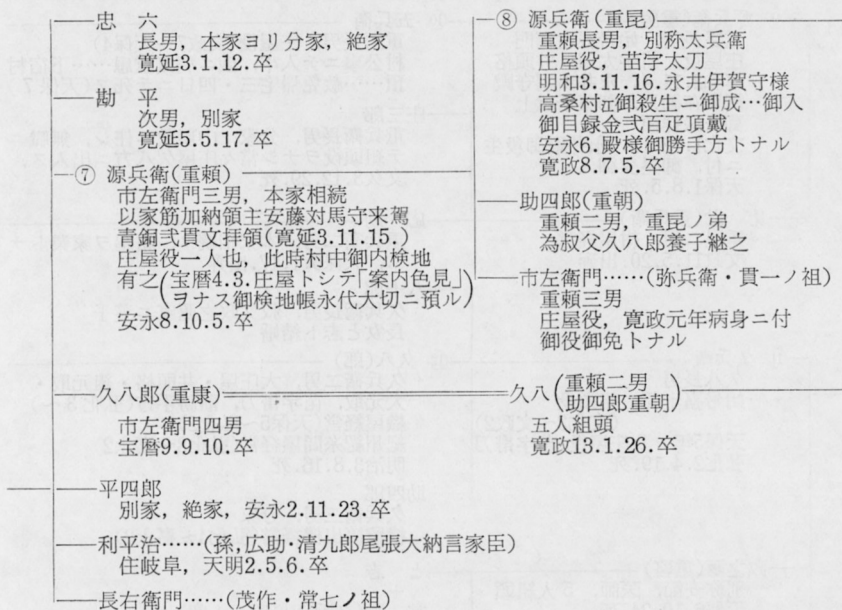 忠六
長男，本家ヨリ分家，絶家
寛延3.1.12.卒
勘平
次男，別家
寛延5.5.17.卒
⑦ 源兵衛(重頼)
市左衛門三男，本家相続
以家筋加納領主安藤対馬守来駕
青銅弐貫文拝領(寛延3.11.15.)
庄屋役一人也，此時村中御内検地
有之(宝暦4.3.庄屋トシテ「案内色見」
ヲナス御検地帳永代大切ニ預ル)
安永8.10.5.卒
久八郎(重康)
市左衛門四男
宝暦9.9.10.卒
平四郎
別家，絶家，安永2.11.23.卒
利平治……(孫，広助・清九郎尾張大納言家臣)
住岐阜，天明2.5.6.卒
長右衛門……(茂作・常七ノ祖)
⑧ 源兵衛(重昆)
重頼長男，別称太兵衛
庄屋役，苗字太刀
明和3.11.16.永井伊賀守様
高桑村江御殺生ニ御成…御入
御目録金弐百疋頂戴
安永6.殿様御勝手方トナル
寛政8.7.5.卒
助四郎(重朝)
重頼二男，重昆ノ弟
為叔父久八郎養子継之
市左衛門……(弥兵衛・貫一ノ祖)
重頼三男
庄屋役，寛政元年病身ニ付
御役御免トナル
久八(重頼二男
助四郎重朝)
五人組頭
寛政13.1.26.卒